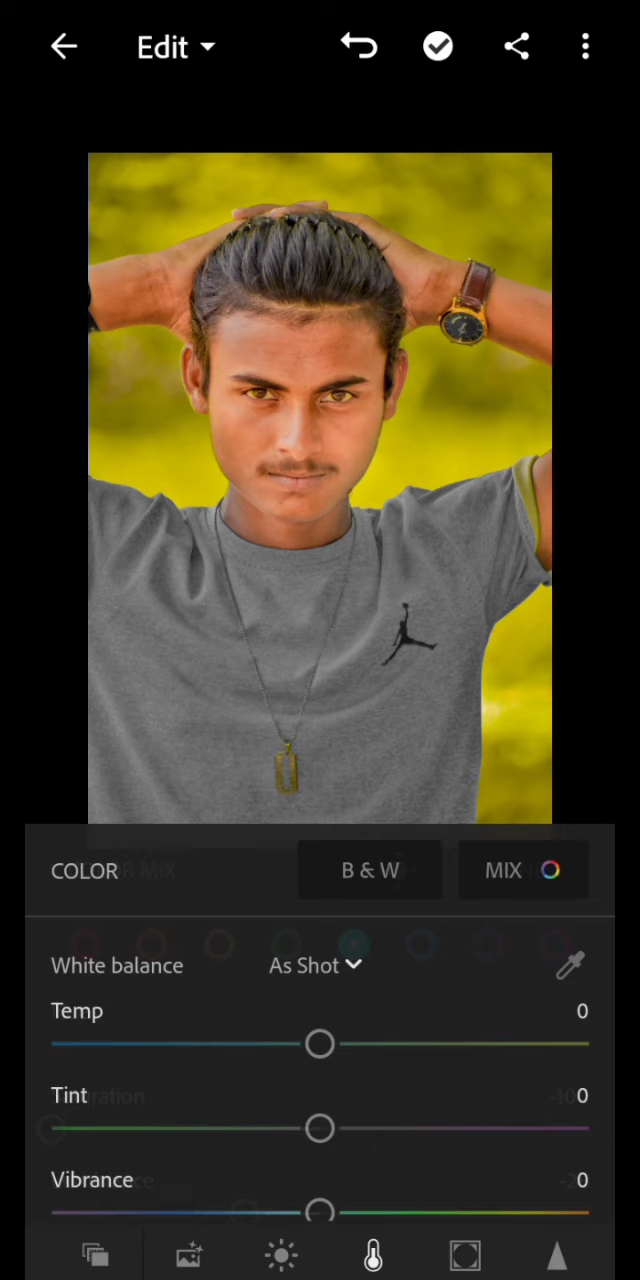 Edit
COLOR
B & W
MIX
White balance
As Shot
Temp
0
Tint
0
Vibrance
0